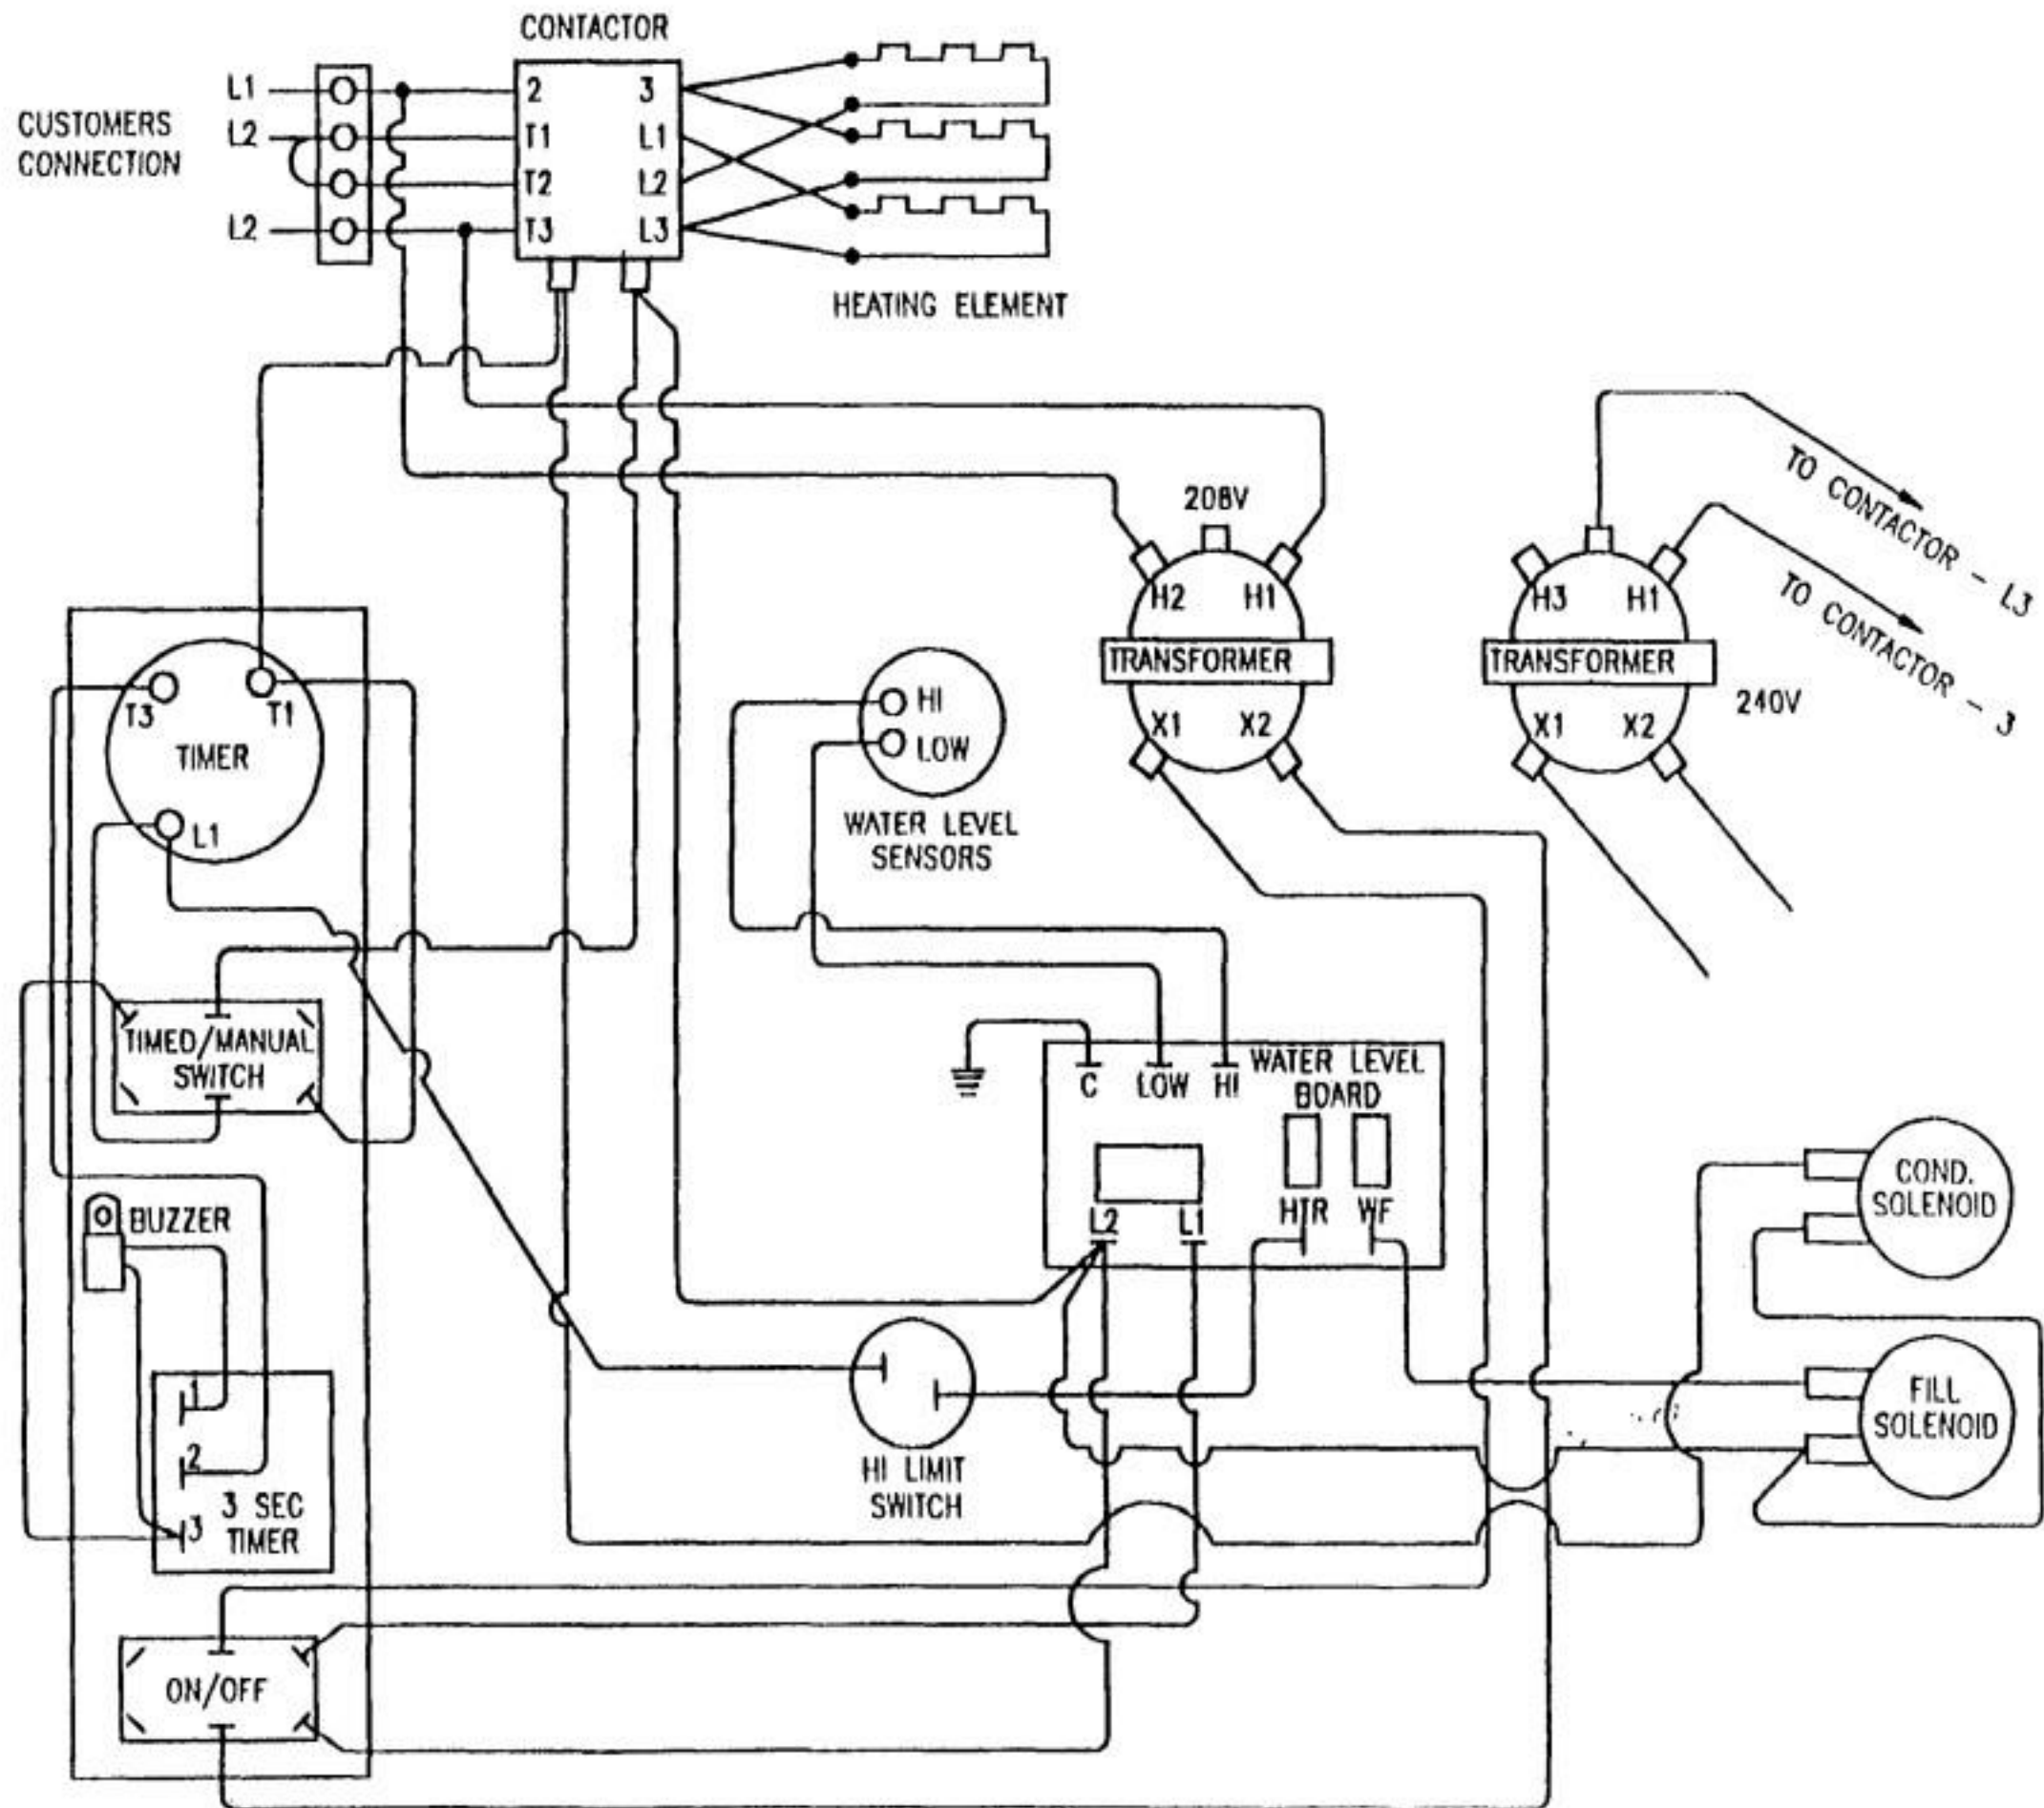 CONTACTOR
CUSTOMERS
CONNECTION
L1
L2
L2
2 3
T1 L1
T2 L2
T3 L3
HEATING ELEMENT
208V
H2 H1
TRANSFORMER
X1 X2
TO CONTACTOR - L3
TO CONTACTOR - 3
H3 H1
TRANSFORMER
X1 X2
240V
T3 T1
TIMER
L1
HI
LOW
WATER LEVEL
SENSORS
TIMED/MANUAL
SWITCH
C LOW HI
WATER LEVEL
BOARD
L2 L1 HTR WF
COND.
SOLENOID
BUZZER
FILL
SOLENOID
HI LIMIT
SWITCH
1
2
3
3 SEC
TIMER
ON/OFF